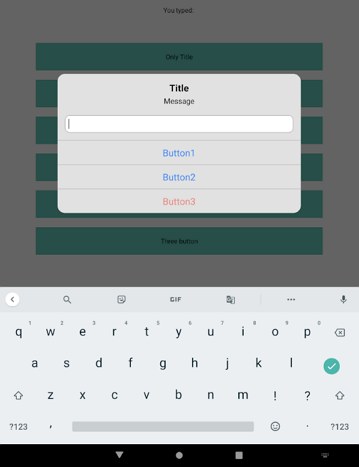 You typed:
Only Title
Title
Message
Button1
Button2
Button3
Three button
GIF
1 2 3 4 5 6 7 8 9 0
q w e r t y u i o p
a s d f g h j k l
z x c v b n m ! ?
?123 , . ?123